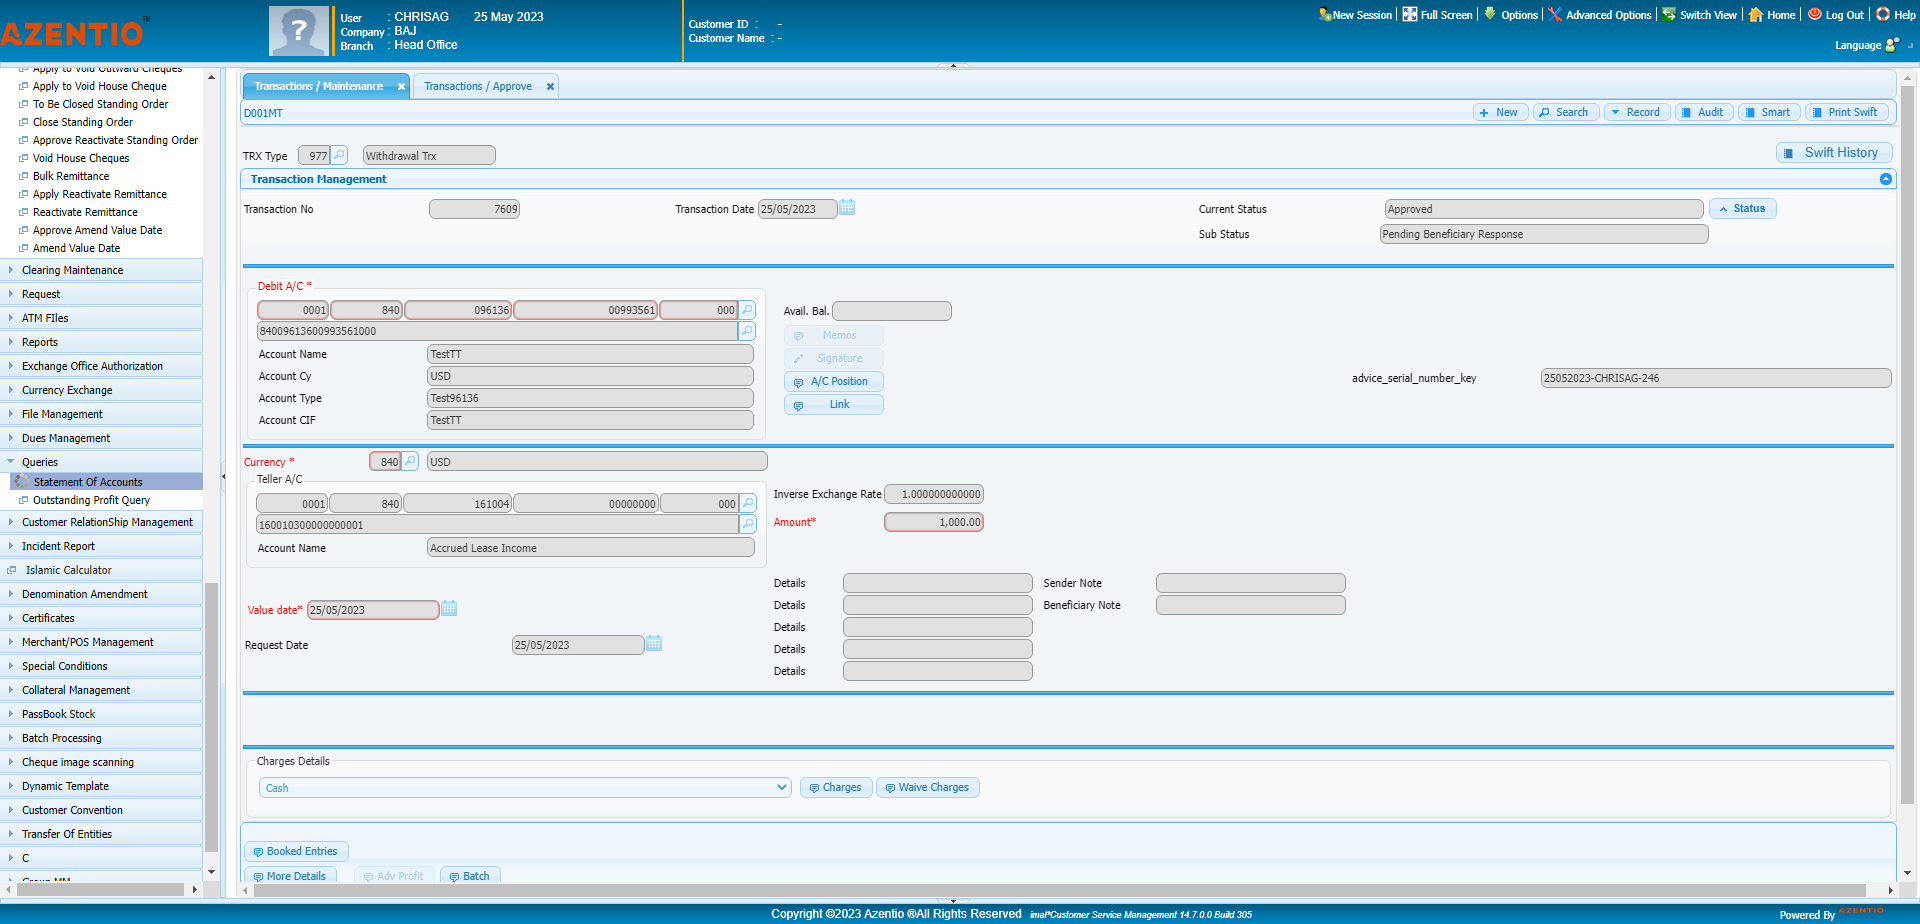 AZENTIO™
User : CHRISAG 25 May 2023
Company : BAJ
Branch : Head Office
Customer ID : -
Customer Name : -
New Session
Full Screen
Options
Advanced Options
Switch View
Home
Log Out
Help
Language
Apply to Void Outward Cheques
Apply to Void House Cheque
To Be Closed Standing Order
Close Standing Order
Approve Reactivate Standing Order
Void House Cheques
Bulk Remittance
Apply Reactivate Remittance
Reactivate Remittance
Approve Amend Value Date
Amend Value Date
Clearing Maintenance
Request
ATM FIles
Reports
Exchange Office Authorization
Currency Exchange
File Management
Dues Management
Queries
Statement Of Accounts
Outstanding Profit Query
Customer RelationShip Management
Incident Report
Islamic Calculator
Denomination Amendment
Certificates
Merchant/POS Management
Special Conditions
Collateral Management
PassBook Stock
Batch Processing
Cheque image scanning
Dynamic Template
Customer Convention
Transfer Of Entities
C
Transactions / Maintenance
Transactions / Approve
D001MT
New
Search
Record
Audit
Smart
Print Swift
TRX Type 977 Withdrawal Trx
Swift History
Transaction Management
Transaction No 7609
Transaction Date 25/05/2023
Current Status Approved
Status
Sub Status Pending Beneficiary Response
Debit A/C *
0001 840 096136 00993561 000
84009613600993561000
Account Name TestTT
Account Cy USD
Account Type Test96136
Account CIF TestTT
Avail. Bal.
Memos
Signature
A/C Position
Link
advice_serial_number_key 25052023-CHRISAG-246
Currency * 840 USD
Teller A/C
0001 840 161004 00000000 000
160010300000000001
Account Name Accrued Lease Income
Inverse Exchange Rate 1.000000000000
Amount* 1,000.00
Value date* 25/05/2023
Request Date 25/05/2023
Details
Details
Details
Details
Details
Sender Note
Beneficiary Note
Charges Details
Cash
Charges
Waive Charges
Booked Entries
More Details
Adv Profit
Batch
Copyright ©2023 Azentio ®All Rights Reserved imal*Customer Service Management 14.7.0.0 Build 305
Powered By AZENTIO